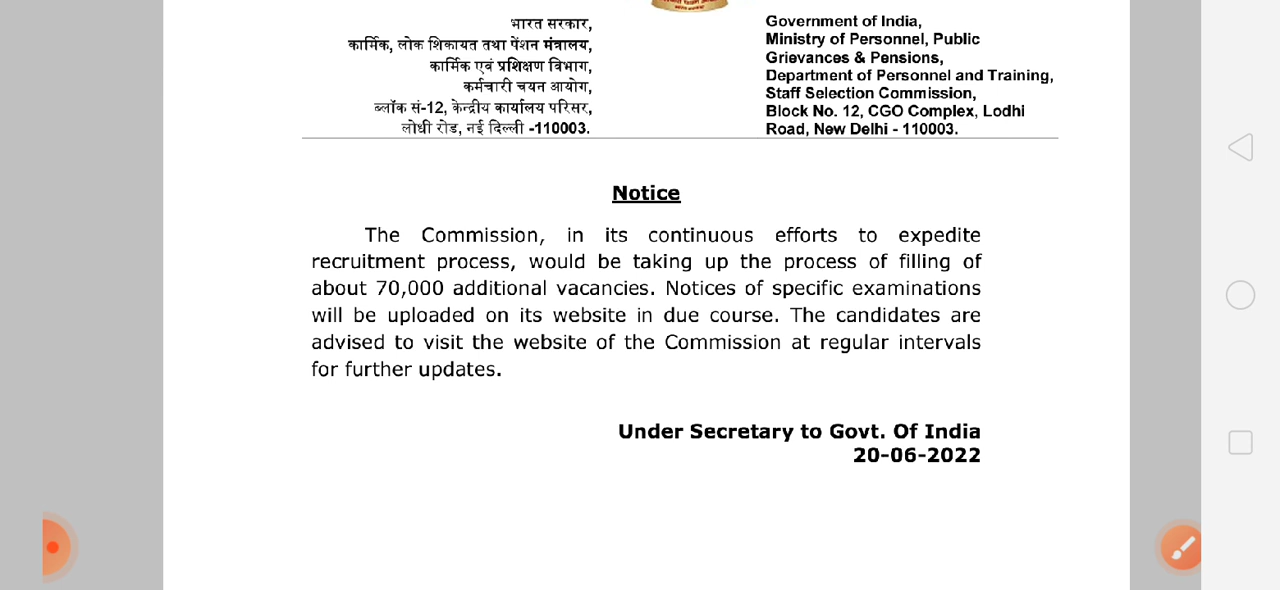 भारत सरकार,
कार्मिक, लोक शिकायत तथा पेंशन मंत्रालय,
कार्मिक एवं प्रशिक्षण विभाग,
कर्मचारी चयन आयोग,
ब्लॉक सं-12, केन्द्रीय कार्यालय परिसर,
लोधी रोड, नई दिल्ली -110003.
Government of India,
Ministry of Personnel, Public
Grievances & Pensions,
Department of Personnel and Training,
Staff Selection Commission,
Block No. 12, CGO Complex, Lodhi
Road, New Delhi - 110003.
Notice
The Commission, in its continuous efforts to expedite
recruitment process, would be taking up the process of filling of
about 70,000 additional vacancies. Notices of specific examinations
will be uploaded on its website in due course. The candidates are
advised to visit the website of the Commission at regular intervals
for further updates.
Under Secretary to Govt. Of India
20-06-2022